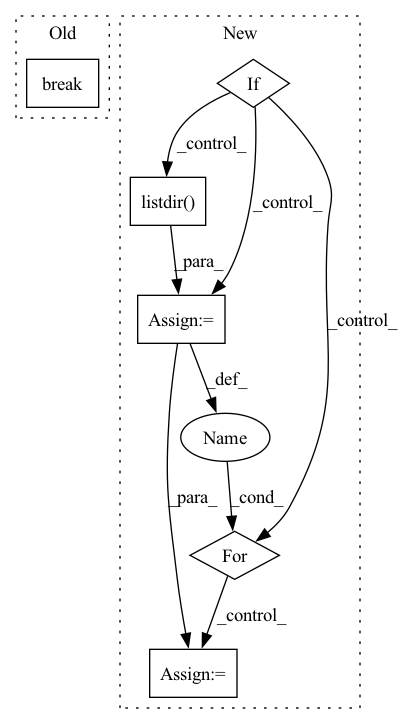 Old
New
break
If
_control_
listdir()
_control_
_para_
_control_
Assign:=
_def_
Name
_para_
_cond_
For
_control_
Assign:=